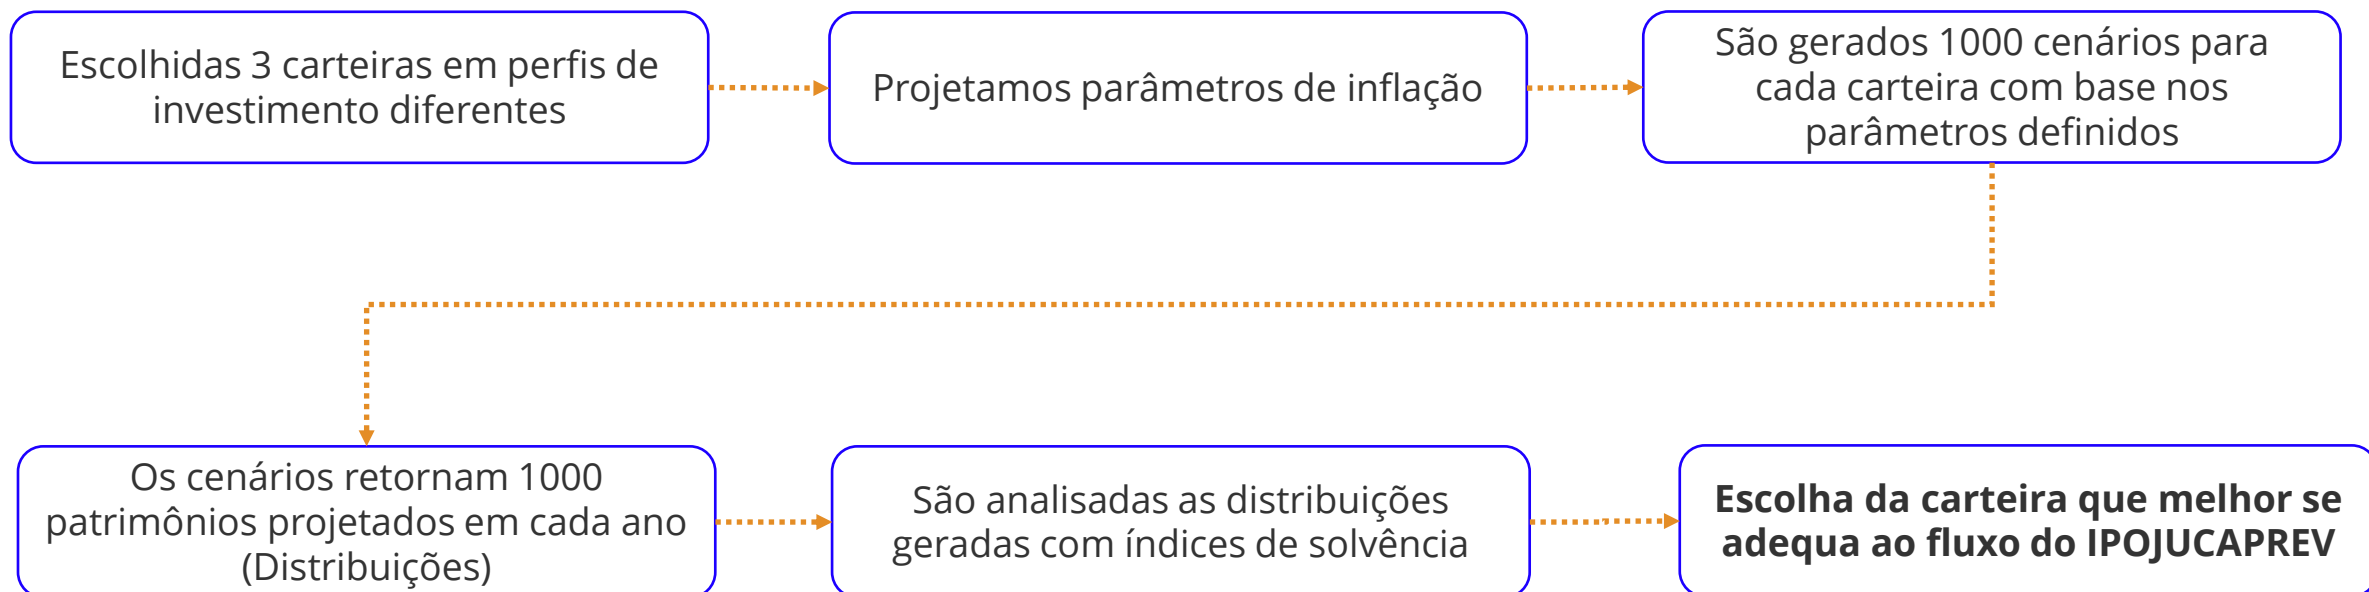 Escolhidas 3 carteiras em perfis de
investimento diferentes
Projetamos parâmetros de inflação
São gerados 1000 cenários para
cada carteira com base nos
parâmetros definidos
Os cenários retornam 1000
patrimônios projetados em cada ano
(Distribuições)
São analisadas as distribuições
geradas com índices de solvência
Escolha da carteira que melhor se
adequa ao fluxo do IPOJUCAPREV